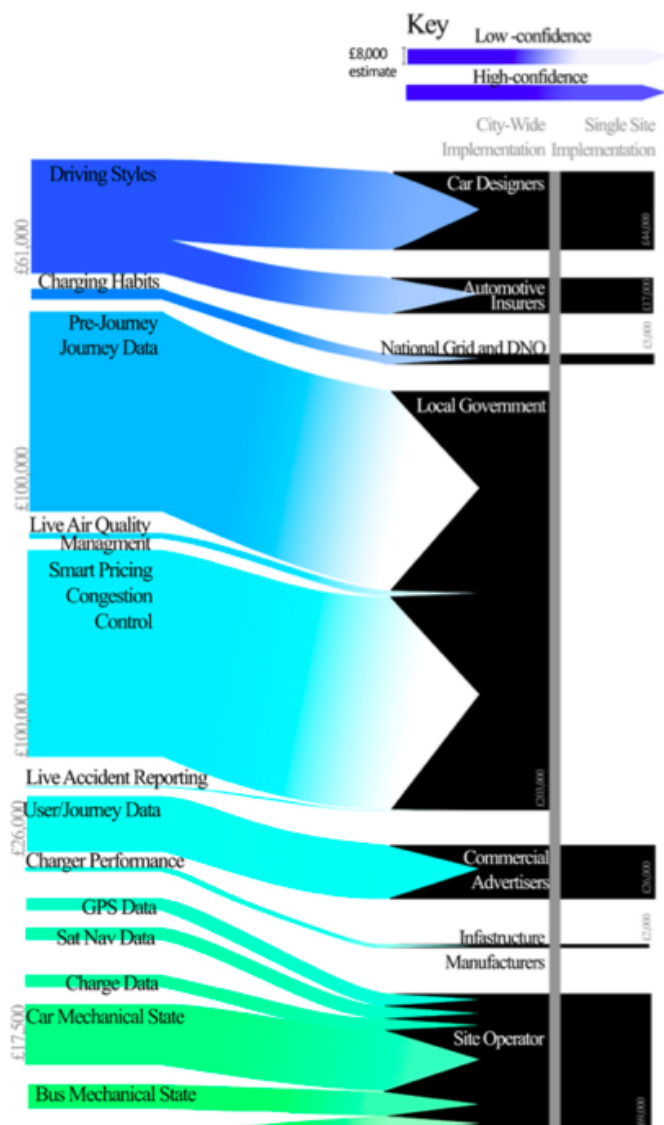 Key
Low -confidence
£8,000
estimate
High-confidence
City-Wide
Implementation
Single Site
Implementation
Driving Styles
Car Designers
£61,000
£44,000
Charging Habits
Automotive
Insurers
£17,000
Pre-Journey
Journey Data
National Grid and DNO
£5,000
Local Government
£100,000
Live Air Quality
Managment
Smart Pricing
Congestion
Control
£100,000
£203,000
Live Accident Reporting
User/Journey Data
£26,000
Commercial
Advertisers
£26,000
Charger Performance
GPS Data
Sat Nav Data
Infastructure
Manufacturers
£2,000
Charge Data
Car Mechanical State
£17,500
Site Operator
Bus Mechanical State